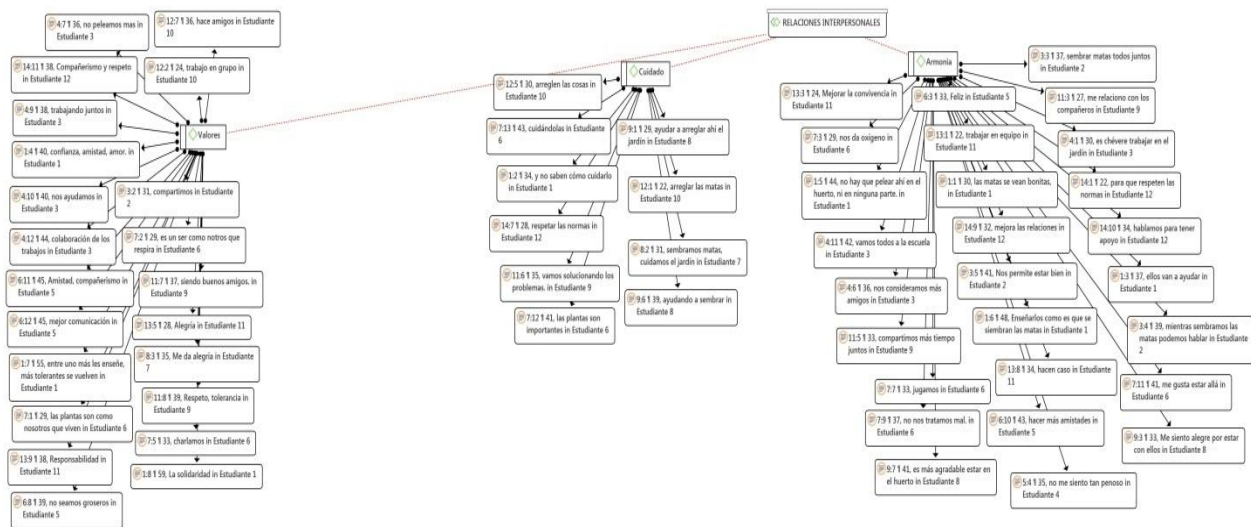 RELACIONES INTERPERSONALES
Valores
4:7 ¶ 36, no peleamos mas in
Estudiante 3
12:7 ¶ 36, hace amigos in Estudiante
10
14:11 ¶ 38, Compañerismo y respeto
in Estudiante 12
12:2 ¶ 24, trabajo en grupo in
Estudiante 10
4:9 ¶ 38, trabajando juntos in
Estudiante 3
1:4 ¶ 40, confianza, amistad, amor. in
Estudiante 1
4:10 ¶ 40, nos ayudamos in
Estudiante 3
3:2 ¶ 31, compartimos in Estudiante
2
4:12 ¶ 44, colaboración de los
trabajos in Estudiante 3
7:2 ¶ 29, es un ser como notros que
respira in Estudiante 6
6:11 ¶ 45, Amistad, compañerismo in
Estudiante 5
11:7 ¶ 37, siendo buenos amigos. in
Estudiante 9
6:12 ¶ 45, mejor comunicación in
Estudiante 5
13:5 ¶ 28, Alegría in Estudiante 11
1:7 ¶ 55, entre uno más les enseñe,
más tolerantes se vuelven in
Estudiante 1
8:3 ¶ 35, Me da alegría in Estudiante
7
11:8 ¶ 39, Respeto, tolerancia in
Estudiante 9
7:1 ¶ 29, las plantas son como
nosotros que viven in Estudiante 6
7:5 ¶ 33, charlamos in Estudiante 6
13:9 ¶ 38, Responsabilidad in
Estudiante 11
1:8 ¶ 59, La solidaridad in Estudiante 1
6:8 ¶ 39, no seamos groseros in
Estudiante 5
Cuidado
12:5 ¶ 30, arreglen las cosas in
Estudiante 10
7:13 ¶ 43, cuidándolas in Estudiante
6
9:1 ¶ 29, ayudar a arreglar ahí el
jardín in Estudiante 8
1:2 ¶ 34, y no saben cómo cuidarlo in
Estudiante 1
12:1 ¶ 22, arreglar las matas in
Estudiante 10
14:7 ¶ 28, respetar las normas in
Estudiante 12
8:2 ¶ 31, sembramos matas,
cuidamos el jardín in Estudiante 7
11:6 ¶ 35, vamos solucionando los
problemas. in Estudiante 9
9:6 ¶ 39, ayudando a sembrar in
Estudiante 8
7:12 ¶ 41, las plantas son
importantes in Estudiante 6
Armonía
3:3 ¶ 37, sembrar matas todos juntos
in Estudiante 2
13:3 ¶ 24, Mejorar la convivencia in
Estudiante 11
6:3 ¶ 33, Feliz in Estudiante 5
11:3 ¶ 27, me relaciono con los
compañeros in Estudiante 9
7:3 ¶ 29, nos da oxigeno in
Estudiante 6
13:1 ¶ 22, trabajar en equipo in
Estudiante 11
4:1 ¶ 30, es chévere trabajar en el
jardín in Estudiante 3
1:5 ¶ 44, no hay que pelear ahí en el
huerto, ni en ninguna parte. in
Estudiante 1
1:1 ¶ 30, las matas se vean bonitas,
in Estudiante 1
14:1 ¶ 22, para que respeten las
normas in Estudiante 12
4:11 ¶ 42, vamos todos a la escuela
in Estudiante 3
14:9 ¶ 32, mejora las relaciones in
Estudiante 12
14:10 ¶ 34, hablamos para tener
apoyo in Estudiante 12
4:6 ¶ 36, nos consideramos más
amigos in Estudiante 3
3:5 ¶ 41, Nos permite estar bien in
Estudiante 2
1:3 ¶ 37, ellos van a ayudar in
Estudiante 1
11:5 ¶ 33, compartimos más tiempo
juntos in Estudiante 9
1:6 ¶ 48, Enseñarlos como es que se
siembran las matas in Estudiante 1
3:4 ¶ 39, mientras sembramos las
matas podemos hablar in Estudiante
2
13:8 ¶ 34, hacen caso in Estudiante
11
7:7 ¶ 33, jugamos in Estudiante 6
7:11 ¶ 41, me gusta estar allá in
Estudiante 6
7:9 ¶ 37, no nos tratamos mal. in
Estudiante 6
6:10 ¶ 43, hacer más amistades in
Estudiante 5
9:3 ¶ 33, Me siento alegre por estar
con ellos in Estudiante 8
9:7 ¶ 41, es más agradable estar en
el huerto in Estudiante 8
5:4 ¶ 35, no me siento tan penoso in
Estudiante 4